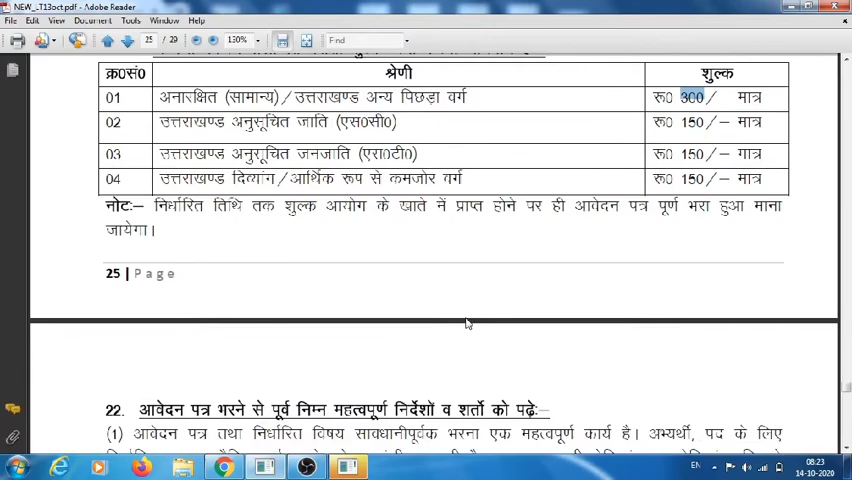 NEW_LT13oct.pdf - Adobe Reader
File Edit View Document Tools Window Help
25 / 29 130% Find
क्र0सं0 श्रेणी शुल्क
01 अनारक्षित (सामान्य)/उत्तराखण्ड अन्य पिछड़ा वर्ग रू0 300/ मात्र
02 उत्तराखण्ड अनुसूचित जाति (एस0सी0) रू0 150/– मात्र
03 उत्तराखण्ड अनुसूचित जनजाति (एरा0टी0) रू0 150/– गात्र
04 उत्तराखण्ड दिव्यांग/आर्थिक रूप से कमजोर वर्ग रू0 150/– मात्र
नोटः– निर्धारित तिथि तक शुल्क आयोग के खाते नें प्राप्त होने पर ही आवेदन पत्र पूर्ण भरा हुआ माना
जायेगा।
25 | Page
22. आवेदन पत्र भरने से पूर्व निम्न महत्वपूर्ण निर्देशों व शर्तो को पढ़ेः–
(1) आवेदन पत्र तथा निर्धारित विषय सावधानीपूर्वक भरना एक महत्वपूर्ण कार्य है। अभ्यर्थी, पद के लिए
EN 08:23
14-10-2020